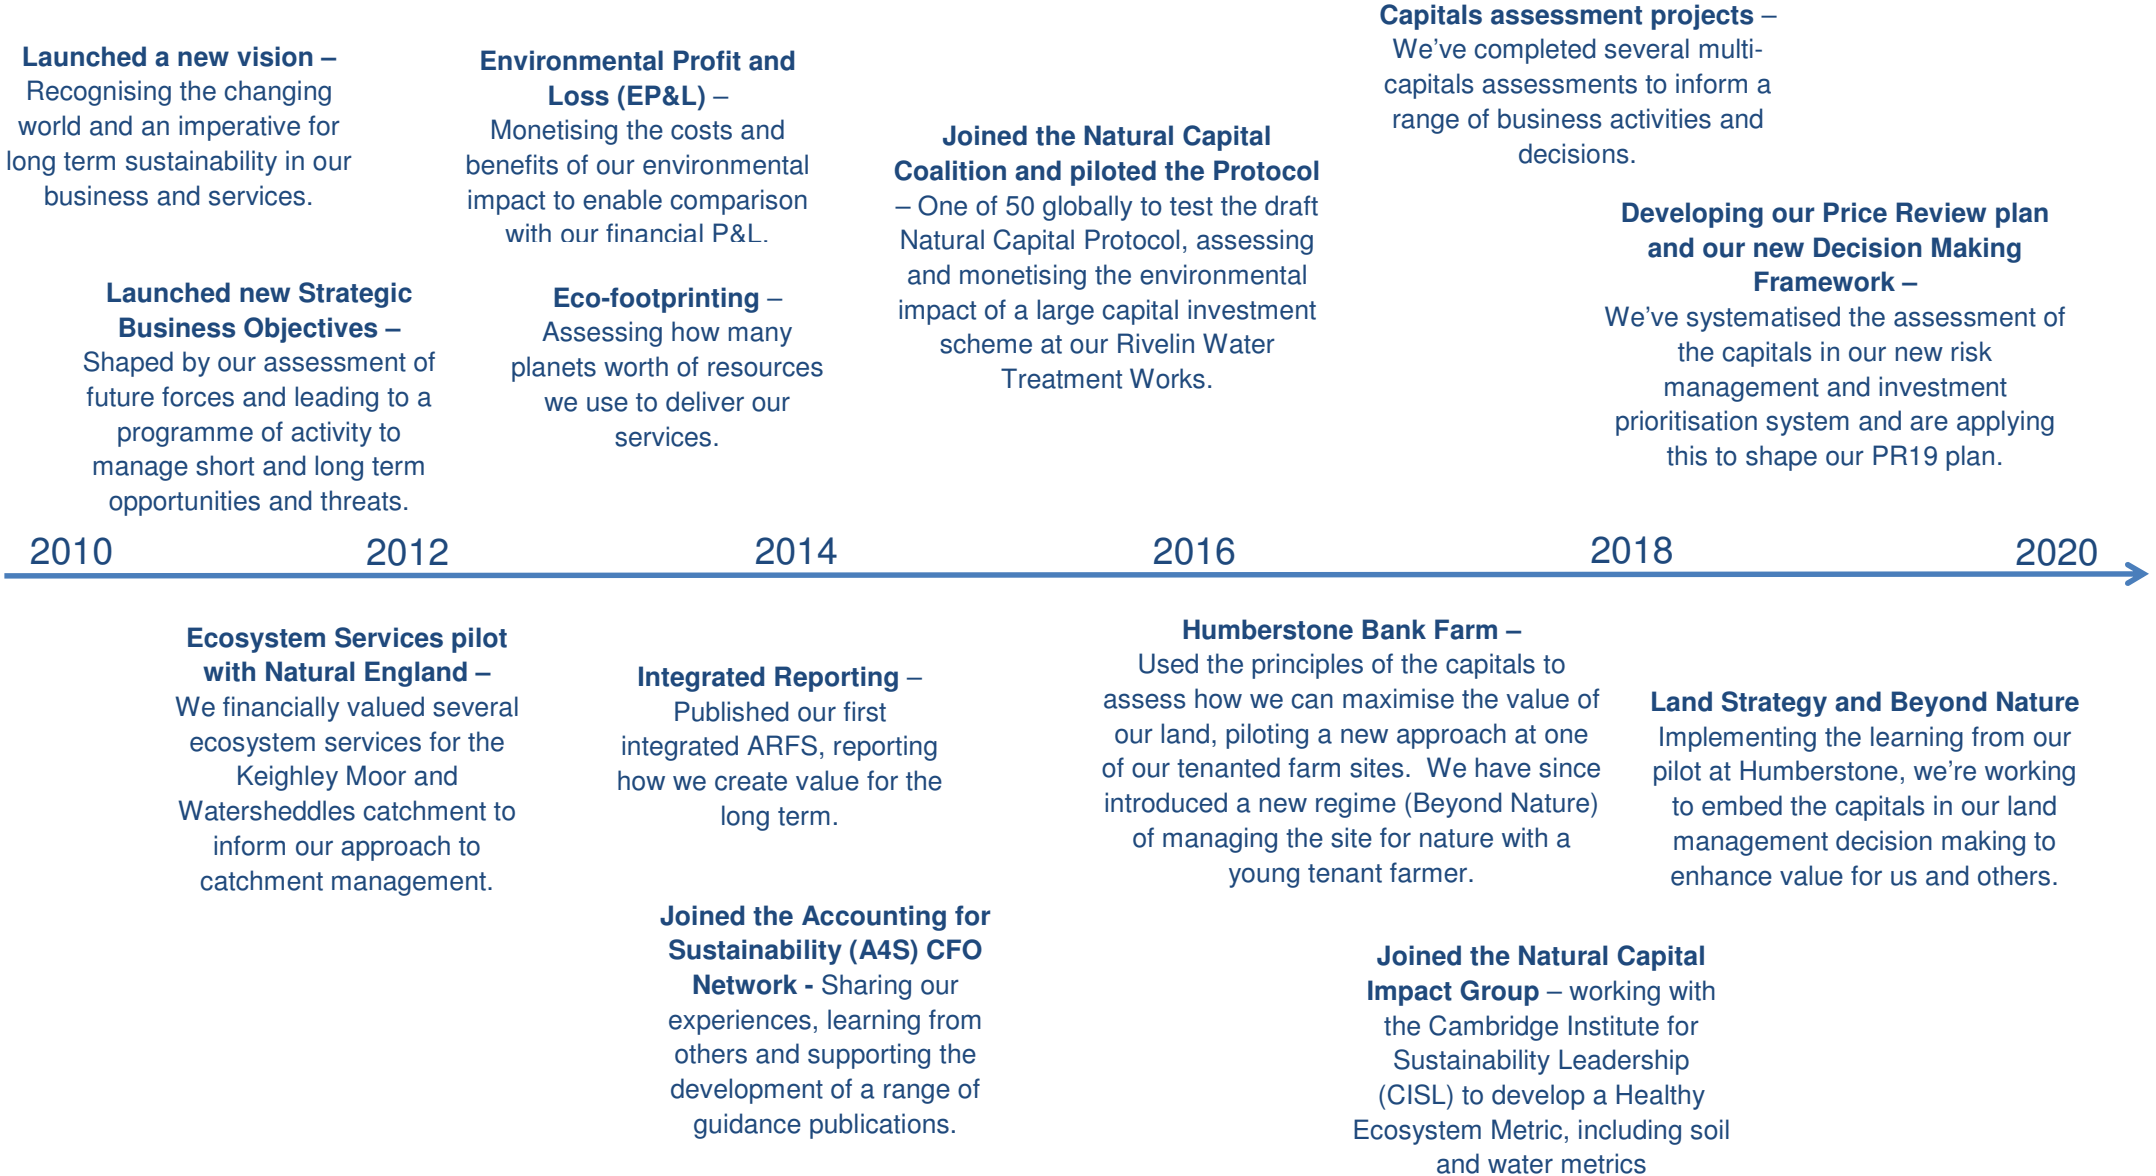 Launched a new vision –
Recognising the changing
world and an imperative for
long term sustainability in our
business and services.
Launched new Strategic
Business Objectives –
Shaped by our assessment of
future forces and leading to a
programme of activity to
manage short and long term
opportunities and threats.
Environmental Profit and
Loss (EP&L) –
Monetising the costs and
benefits of our environmental
impact to enable comparison
with our financial P&L.
Eco-footprinting –
Assessing how many
planets worth of resources
we use to deliver our
services.
Joined the Natural Capital
Coalition and piloted the Protocol
– One of 50 globally to test the draft
Natural Capital Protocol, assessing
and monetising the environmental
impact of a large capital investment
scheme at our Rivelin Water
Treatment Works.
Capitals assessment projects –
We’ve completed several multi-
capitals assessments to inform a
range of business activities and
decisions.
Developing our Price Review plan
and our new Decision Making
Framework –
We’ve systematised the assessment of
the capitals in our new risk
management and investment
prioritisation system and are applying
this to shape our PR19 plan.
2010 2012 2014 2016 2018 2020
Ecosystem Services pilot
with Natural England –
We financially valued several
ecosystem services for the
Keighley Moor and
Watersheddles catchment to
inform our approach to
catchment management.
Integrated Reporting –
Published our first
integrated ARFS, reporting
how we create value for the
long term.
Joined the Accounting for
Sustainability (A4S) CFO
Network - Sharing our
experiences, learning from
others and supporting the
development of a range of
guidance publications.
Humberstone Bank Farm –
Used the principles of the capitals to
assess how we can maximise the value of
our land, piloting a new approach at one
of our tenanted farm sites.  We have since
introduced a new regime (Beyond Nature)
of managing the site for nature with a
young tenant farmer.
Joined the Natural Capital
Impact Group – working with
the Cambridge Institute for
Sustainability Leadership
(CISL) to develop a Healthy
Ecosystem Metric, including soil
and water metrics
Land Strategy and Beyond Nature
Implementing the learning from our
pilot at Humberstone, we’re working
to embed the capitals in our land
management decision making to
enhance value for us and others.